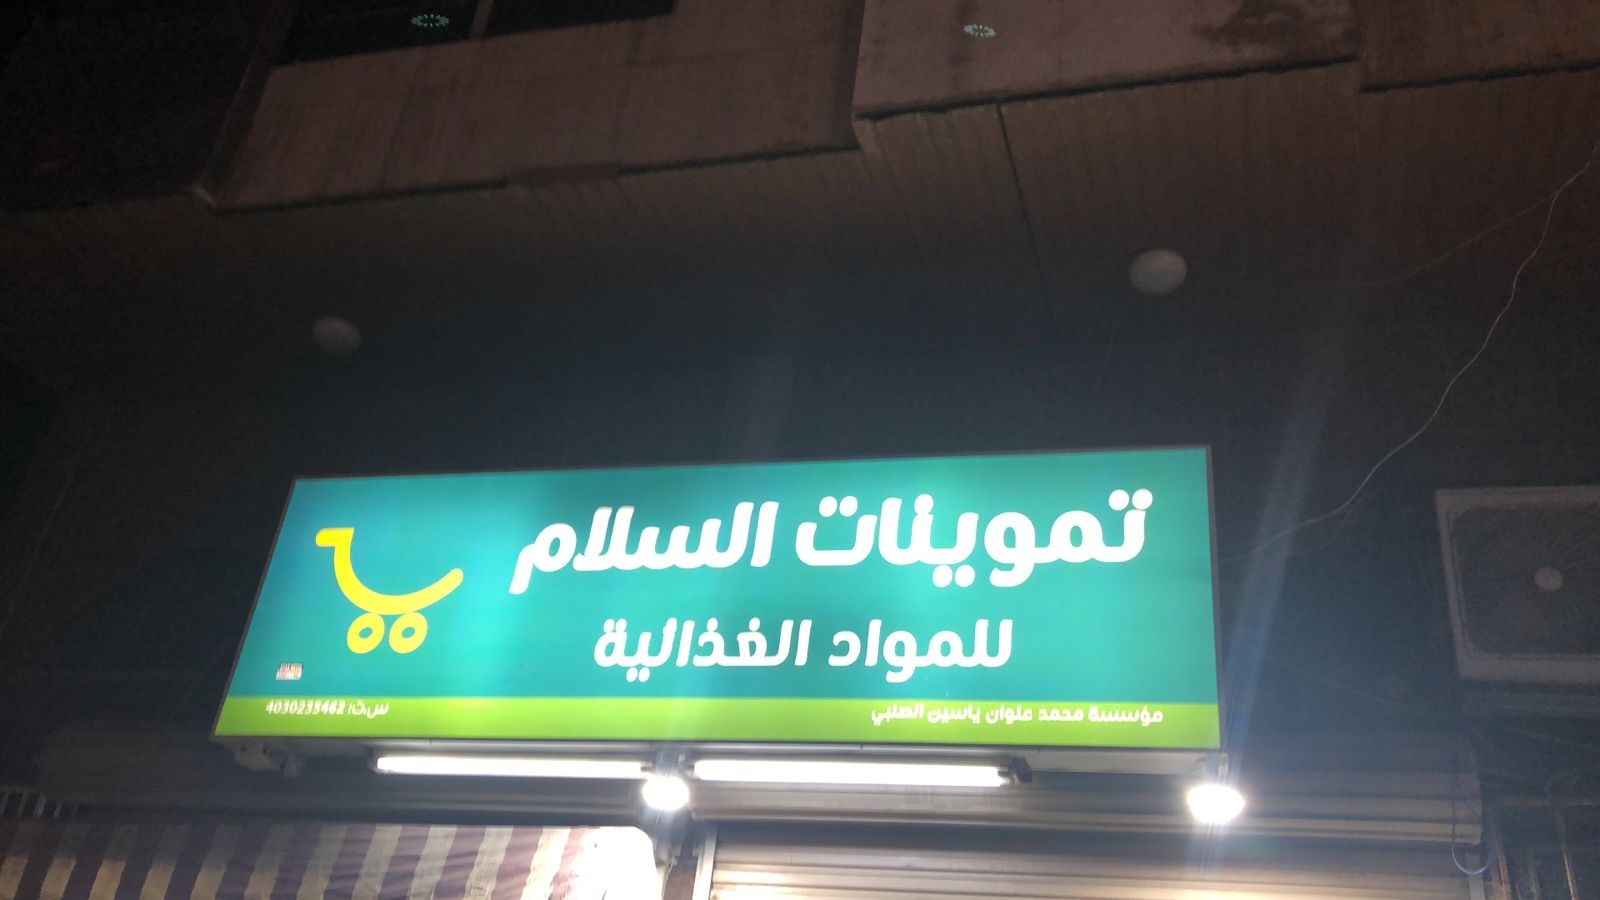 تموينات السلام
للمواد الغذائية
مؤسسة محمد علوان ياسين الصلبي
س.ت: 4030235462